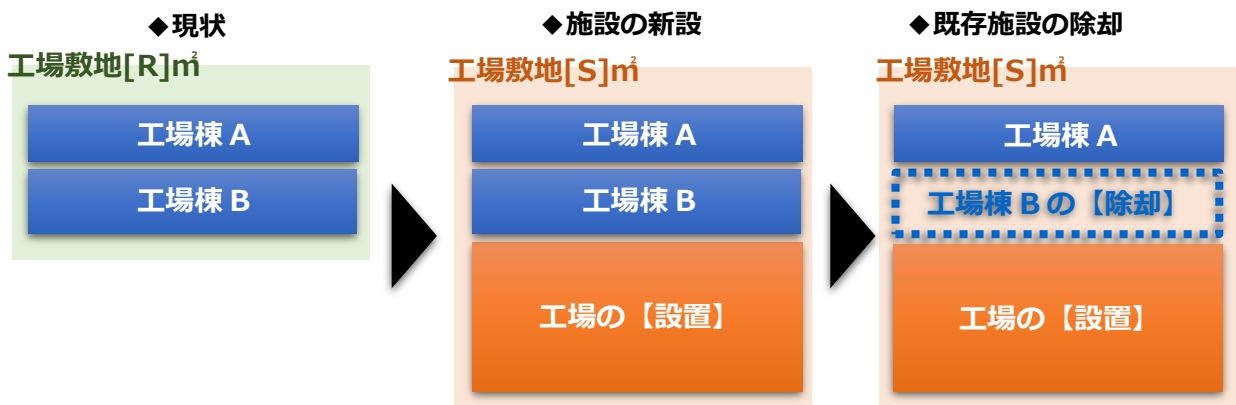 ◆現状
工場敷地[R]㎡
工場棟 A
工場棟 B
◆施設の新設
工場敷地[S]㎡
工場棟 A
工場棟 B
工場の【設置】
◆既存施設の除却
工場敷地[S]㎡
工場棟 A
工場棟 B の【除却】
工場の【設置】